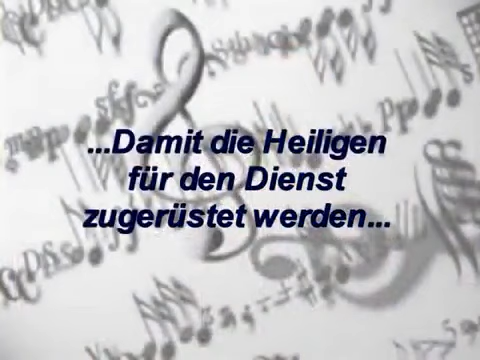 ...Damit die Heiligen
für den Dienst
zugerüstet werden...